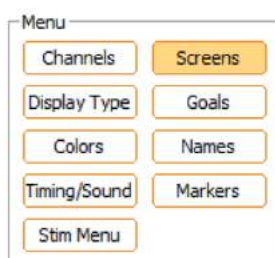 Menu
Channels Screens
Display Type Goals
Colors Names
Timing/Sound Markers
Stim Menu